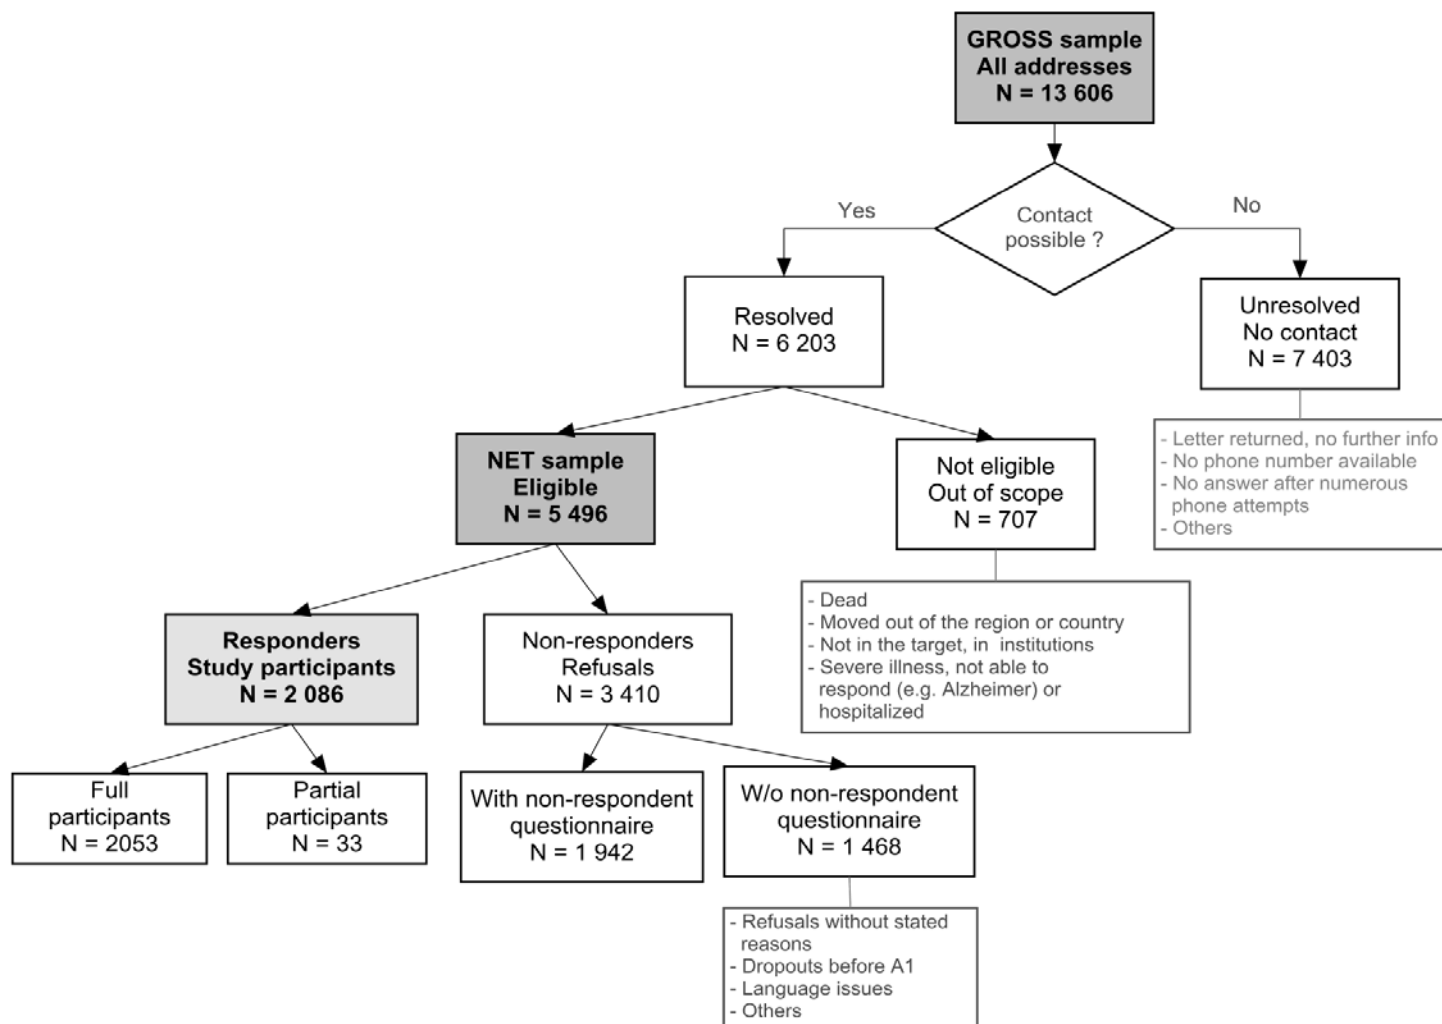 GROSS sample
All addresses
N = 13 606
Contact
possible ?
Yes
No
Resolved
N = 6 203
Unresolved
No contact
N = 7 403
- Letter returned, no further info
- No phone number available
- No answer after numerous
phone attempts
- Others
NET sample
Eligible
N = 5 496
Not eligible
Out of scope
N = 707
- Dead
- Moved out of the region or country
- Not in the target, in institutions
- Severe illness, not able to
respond (e.g. Alzheimer) or
hospitalized
Responders
Study participants
N = 2 086
Non-responders
Refusals
N = 3 410
Full
participants
N = 2053
Partial
participants
N = 33
With non-respondent
questionnaire
N = 1 942
W/o non-respondent
questionnaire
N = 1 468
- Refusals without stated
reasons
- Dropouts before A1
- Language issues
- Others